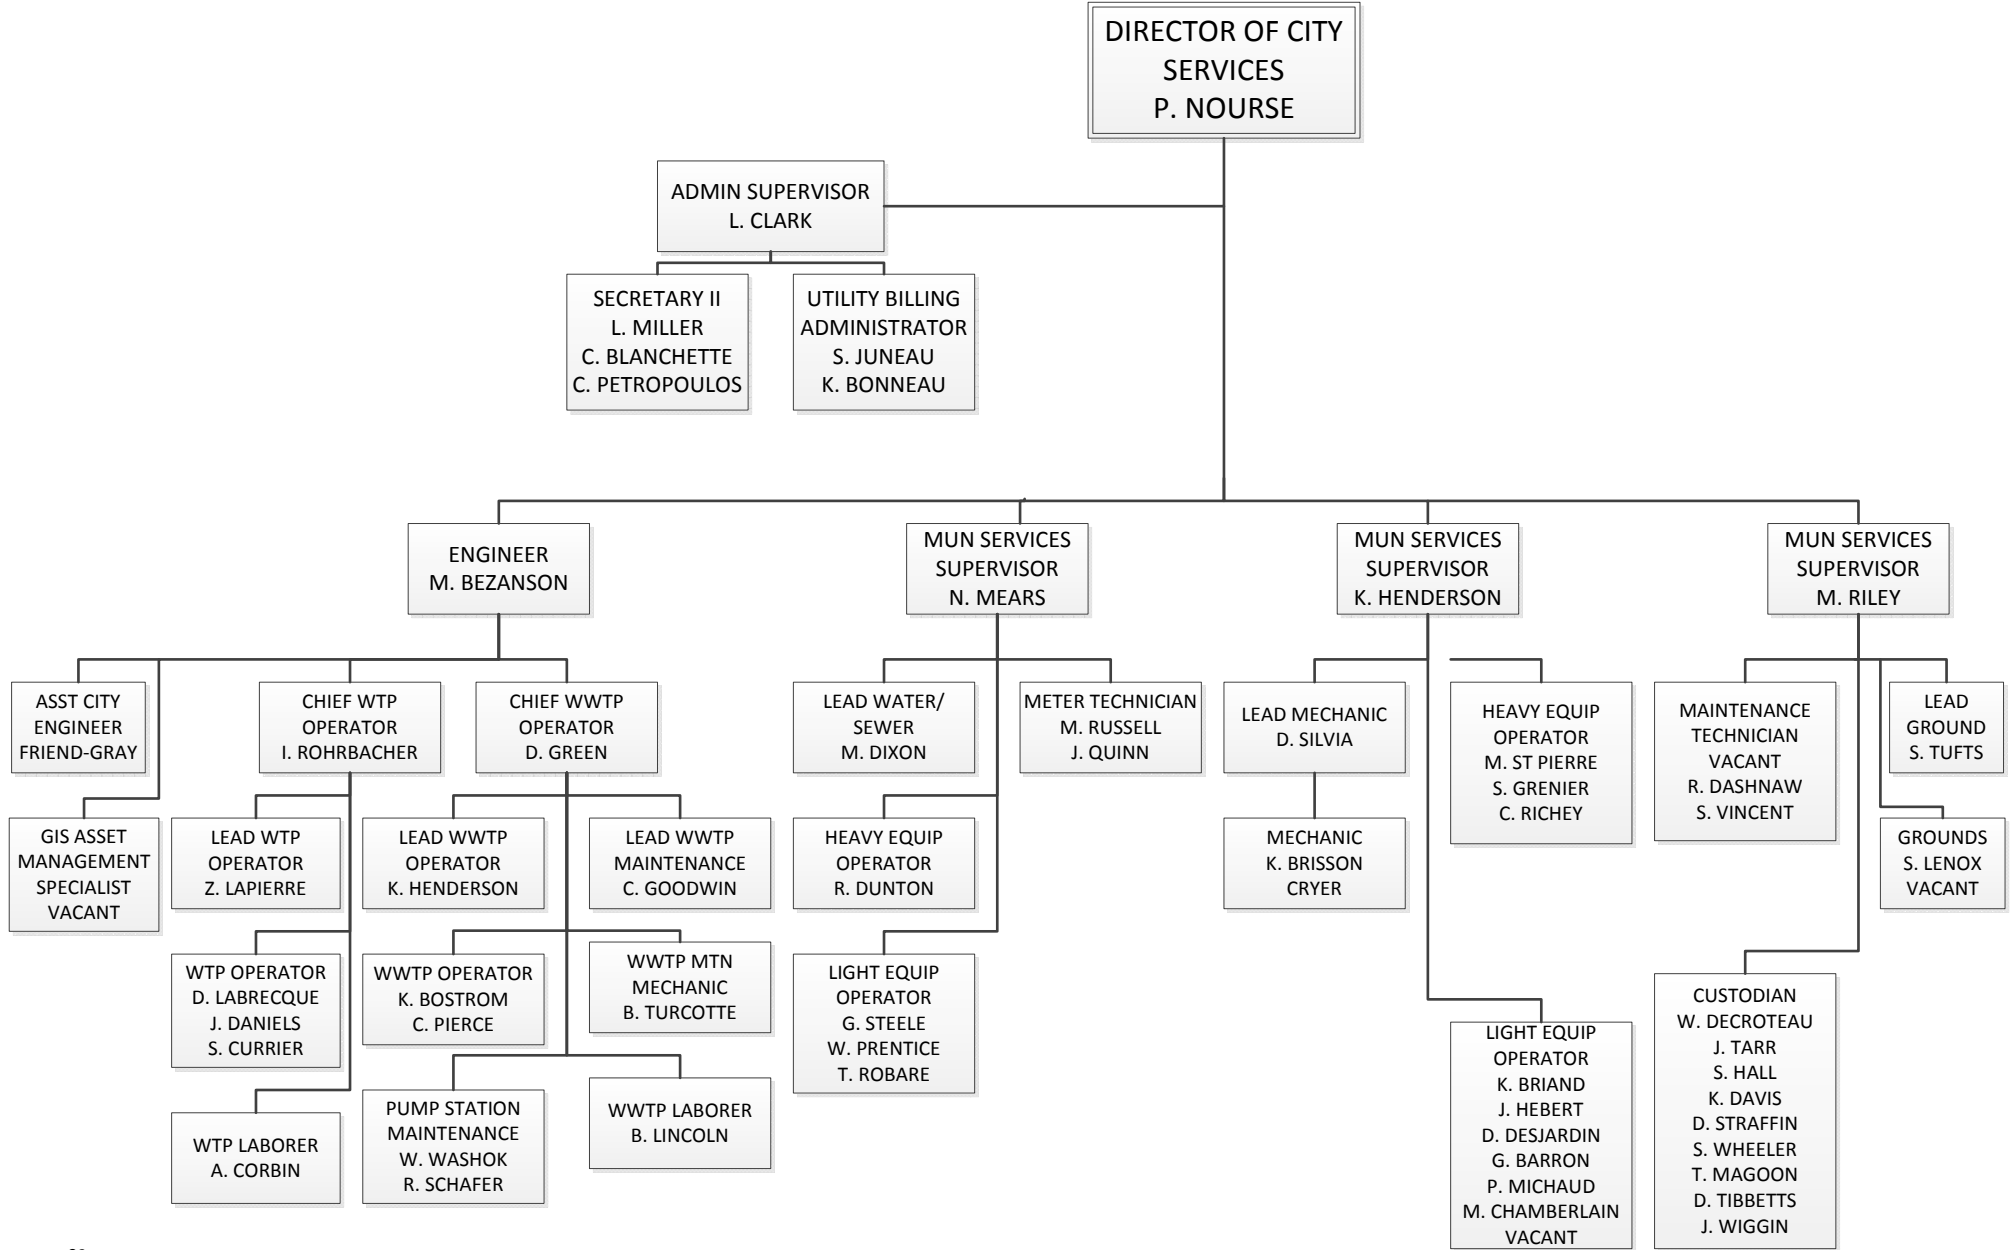 DIRECTOR OF CITY
SERVICES
P. NOURSE
ADMIN SUPERVISOR
L. CLARK
SECRETARY II
L. MILLER
C. BLANCHETTE
C. PETROPOULOS
UTILITY BILLING
ADMINISTRATOR
S. JUNEAU
K. BONNEAU
ENGINEER
M. BEZANSON
MUN SERVICES
SUPERVISOR
N. MEARS
MUN SERVICES
SUPERVISOR
K. HENDERSON
MUN SERVICES
SUPERVISOR
M. RILEY
ASST CITY
ENGINEER
FRIEND-GRAY
CHIEF WTP
OPERATOR
I. ROHRBACHER
CHIEF WWTP
OPERATOR
D. GREEN
LEAD WATER/
SEWER
M. DIXON
METER TECHNICIAN
M. RUSSELL
J. QUINN
LEAD MECHANIC
D. SILVIA
HEAVY EQUIP
OPERATOR
M. ST PIERRE
S. GRENIER
C. RICHEY
MAINTENANCE
TECHNICIAN
VACANT
R. DASHNAW
S. VINCENT
LEAD
GROUND
S. TUFTS
GIS ASSET
MANAGEMENT
SPECIALIST
VACANT
LEAD WTP
OPERATOR
Z. LAPIERRE
LEAD WWTP
OPERATOR
K. HENDERSON
LEAD WWTP
MAINTENANCE
C. GOODWIN
HEAVY EQUIP
OPERATOR
R. DUNTON
MECHANIC
K. BRISSON
CRYER
GROUNDS
S. LENOX
VACANT
WTP OPERATOR
D. LABRECQUE
J. DANIELS
S. CURRIER
WWTP OPERATOR
K. BOSTROM
C. PIERCE
WWTP MTN
MECHANIC
B. TURCOTTE
LIGHT EQUIP
OPERATOR
G. STEELE
W. PRENTICE
T. ROBARE
LIGHT EQUIP
OPERATOR
K. BRIAND
J. HEBERT
D. DESJARDIN
G. BARRON
P. MICHAUD
M. CHAMBERLAIN
VACANT
CUSTODIAN
W. DECROTEAU
J. TARR
S. HALL
K. DAVIS
D. STRAFFIN
S. WHEELER
T. MAGOON
D. TIBBETTS
J. WIGGIN
WTP LABORER
A. CORBIN
PUMP STATION
MAINTENANCE
W. WASHOK
R. SCHAFER
WWTP LABORER
B. LINCOLN